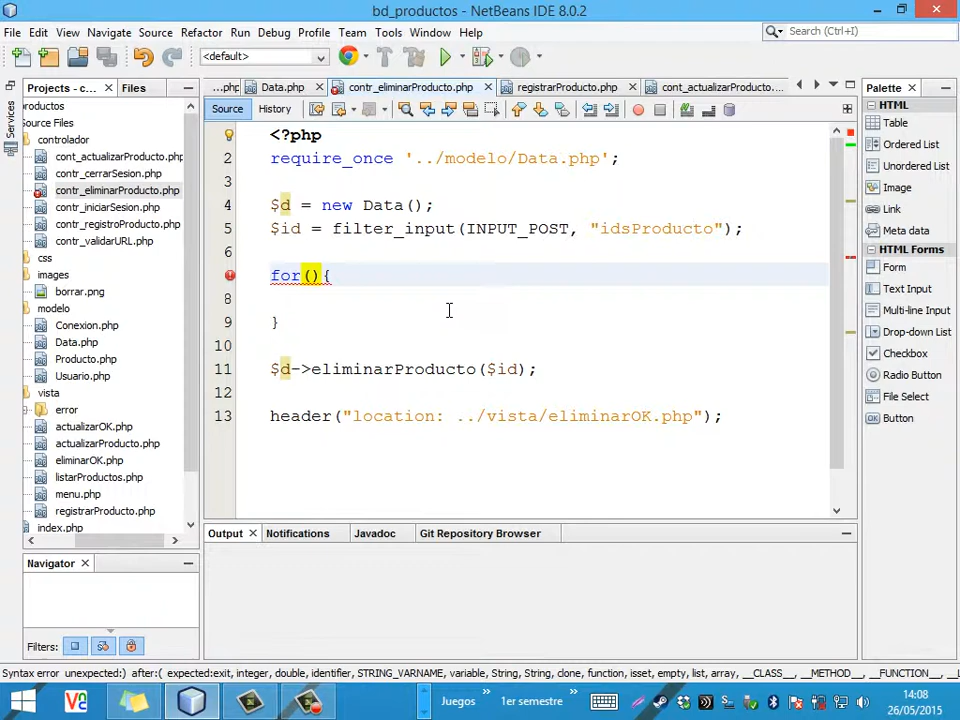 bd_productos - NetBeans IDE 8.0.2
File Edit View Navigate Source Refactor Run Debug Profile Team Tools Window Help
Search (Ctrl+I)
<default>
Projects - c... Files
...php Data.php contr_eliminarProducto.php registrarProducto.php cont_actualizarProducto....
Palette
Services
Source History
productos
Source Files
controlador
cont_actualizarProducto.php
contr_cerrarSesion.php
contr_eliminarProducto.php
contr_iniciarSesion.php
contr_registroProducto.php
contr_validarURL.php
css
images
borrar.png
modelo
Conexion.php
Data.php
Producto.php
Usuario.php
vista
error
actualizarOK.php
actualizarProducto.php
eliminarOK.php
listarProductos.php
menu.php
registrarProducto.php
index.php
<?php
2 require_once '../modelo/Data.php';
3
4 $d = new Data();
5 $id = filter_input(INPUT_POST, "idsProducto");
6
for(){
8
9 }
10
11 $d->eliminarProducto($id);
12
13 header("location: ../vista/eliminarOK.php");
HTML
Table
Ordered List
Unordered List
Image
Link
Meta data
HTML Forms
Form
Text Input
Multi-line Input
Drop-down List
Checkbox
Radio Button
File Select
Button
Output Notifications Javadoc Git Repository Browser
Navigator
Filters:
Syntax error unexpected:) after:( expected:exit, integer, double, identifier, STRING_VARNAME, variable, String, String, clone, function, isset, empty, list, array, __CLASS__, __METHOD__, __FUNCTION__,
Juegos
1er semestre
14:08
26/05/2015